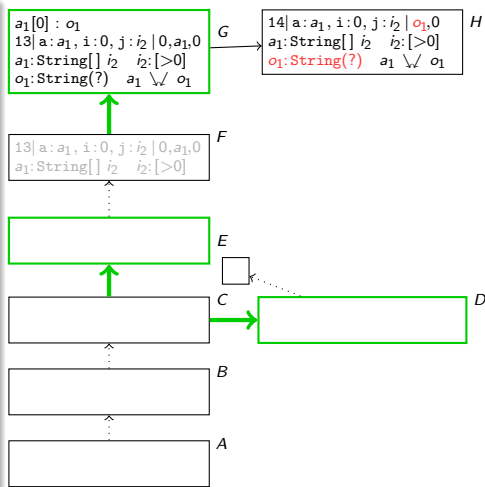 a₁[0] : o₁
G
13| a:a₁, i:0, j:i₂ | 0,a₁,0
a₁:String[] i₂ i₂:[>0]
o₁:String(?) a₁ ↘↙ o₁
14| a:a₁, i:0, j:i₂ | o₁,0
H
a₁:String[] i₂ i₂:[>0]
o₁:String(?) a₁ ↘↙ o₁
F
13| a:a₁, i:0, j:i₂ | 0,a₁,0
a₁:String[] i₂ i₂:[>0]
E
C
D
B
A